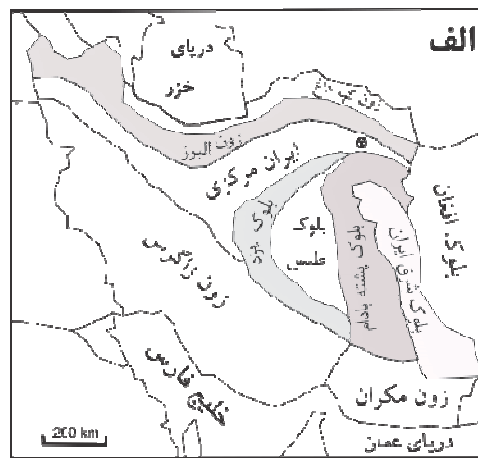 الف
دریای
خزر
زون کپه داغ
زون البرز
ایران مرکزی
بلوک یزد
بلوک
طبس
بلوک پشته بادام
بلوک شرق ایران
بلوک افغان
زون زاگرس
خلیج فارس
زون مکران
دریای عمان
200 km